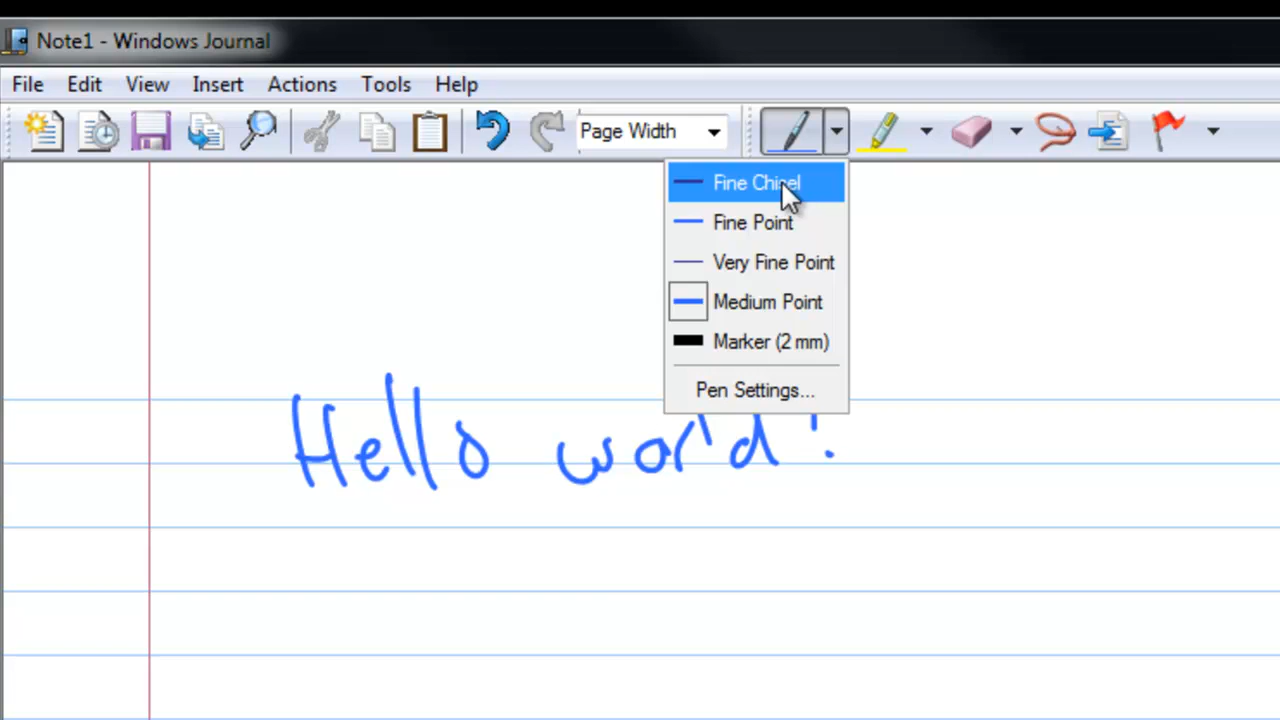 Note1 - Windows Journal
File Edit View Insert Actions Tools Help
Page Width
Fine Chisel
Fine Point
Very Fine Point
Medium Point
Marker (2 mm)
Pen Settings...
Hello world!